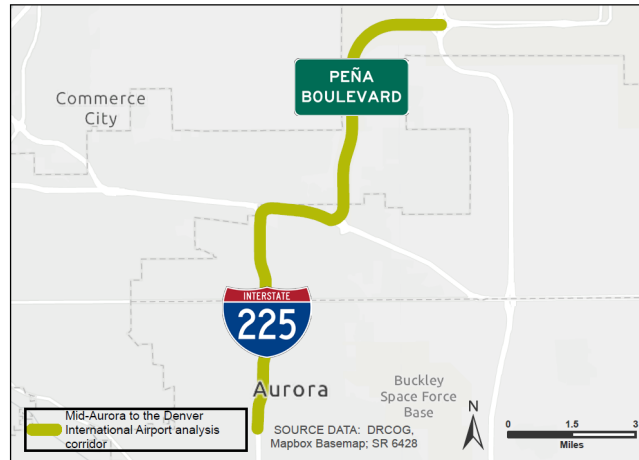 PEÑA
BOULEVARD
Commerce
City
INTERSTATE
225
Aurora
Buckley
Space Force
Base
N
Mid-Aurora to the Denver
International Airport analysis
corridor
SOURCE DATA: DRCOG,
Mapbox Basemap; SR 6428
0 1.5 3
Miles